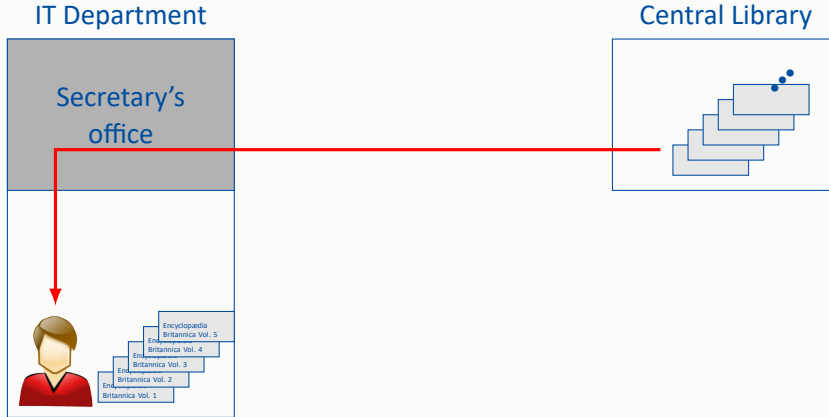 IT Department
Central Library
Secretary's
office
Encyclopædia
Britannica Vol. 5
Britannica Vol. 4
Britannica Vol. 3
Britannica Vol. 2
Britannica Vol. 1